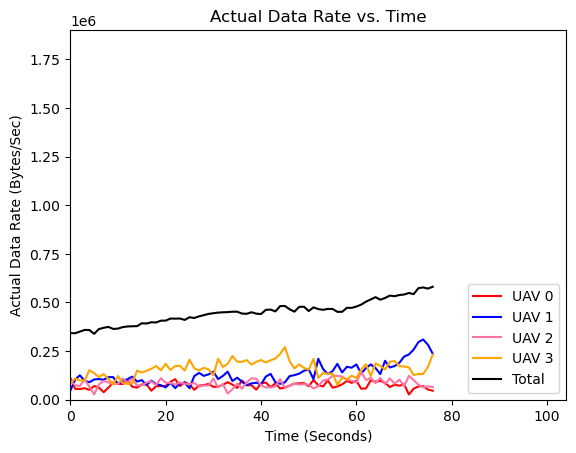 Actual Data Rate vs. Time
1e6
Actual Data Rate (Bytes/Sec)
1.75
1.50
1.25
1.00
0.75
0.50
0.25
0.00
0 20 40 60 80 100
Time (Seconds)
UAV 0
UAV 1
UAV 2
UAV 3
Total